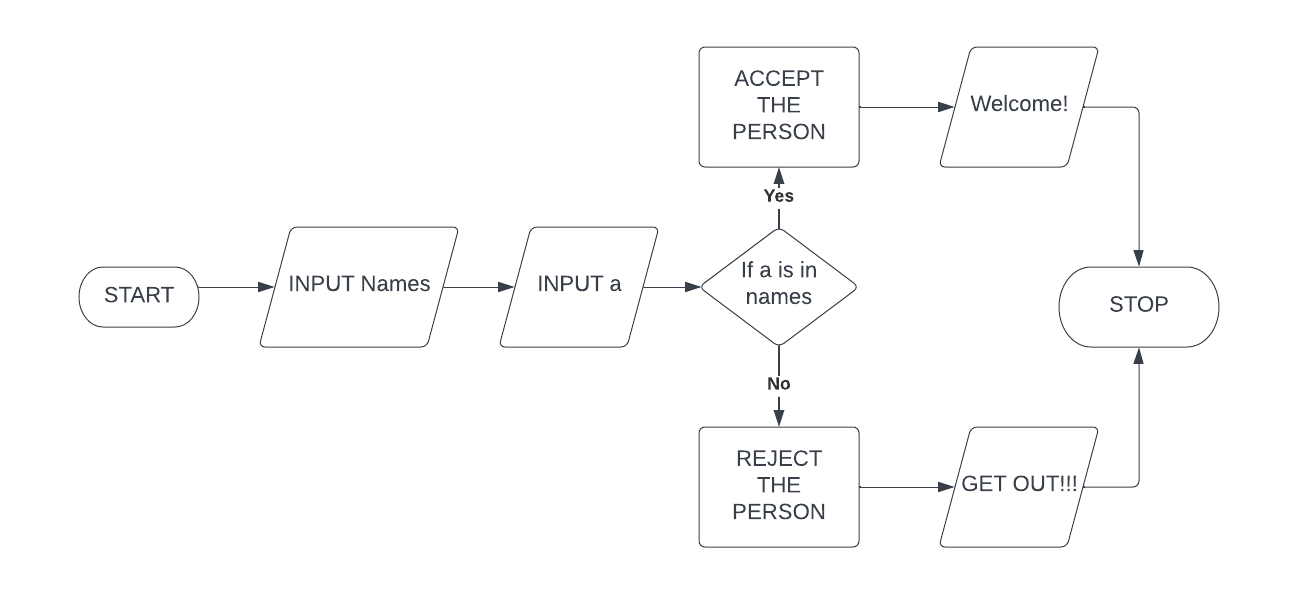 START
INPUT Names
INPUT a
If a is in
names
Yes
ACCEPT
THE
PERSON
Welcome!
No
REJECT
THE
PERSON
GET OUT!!!
STOP